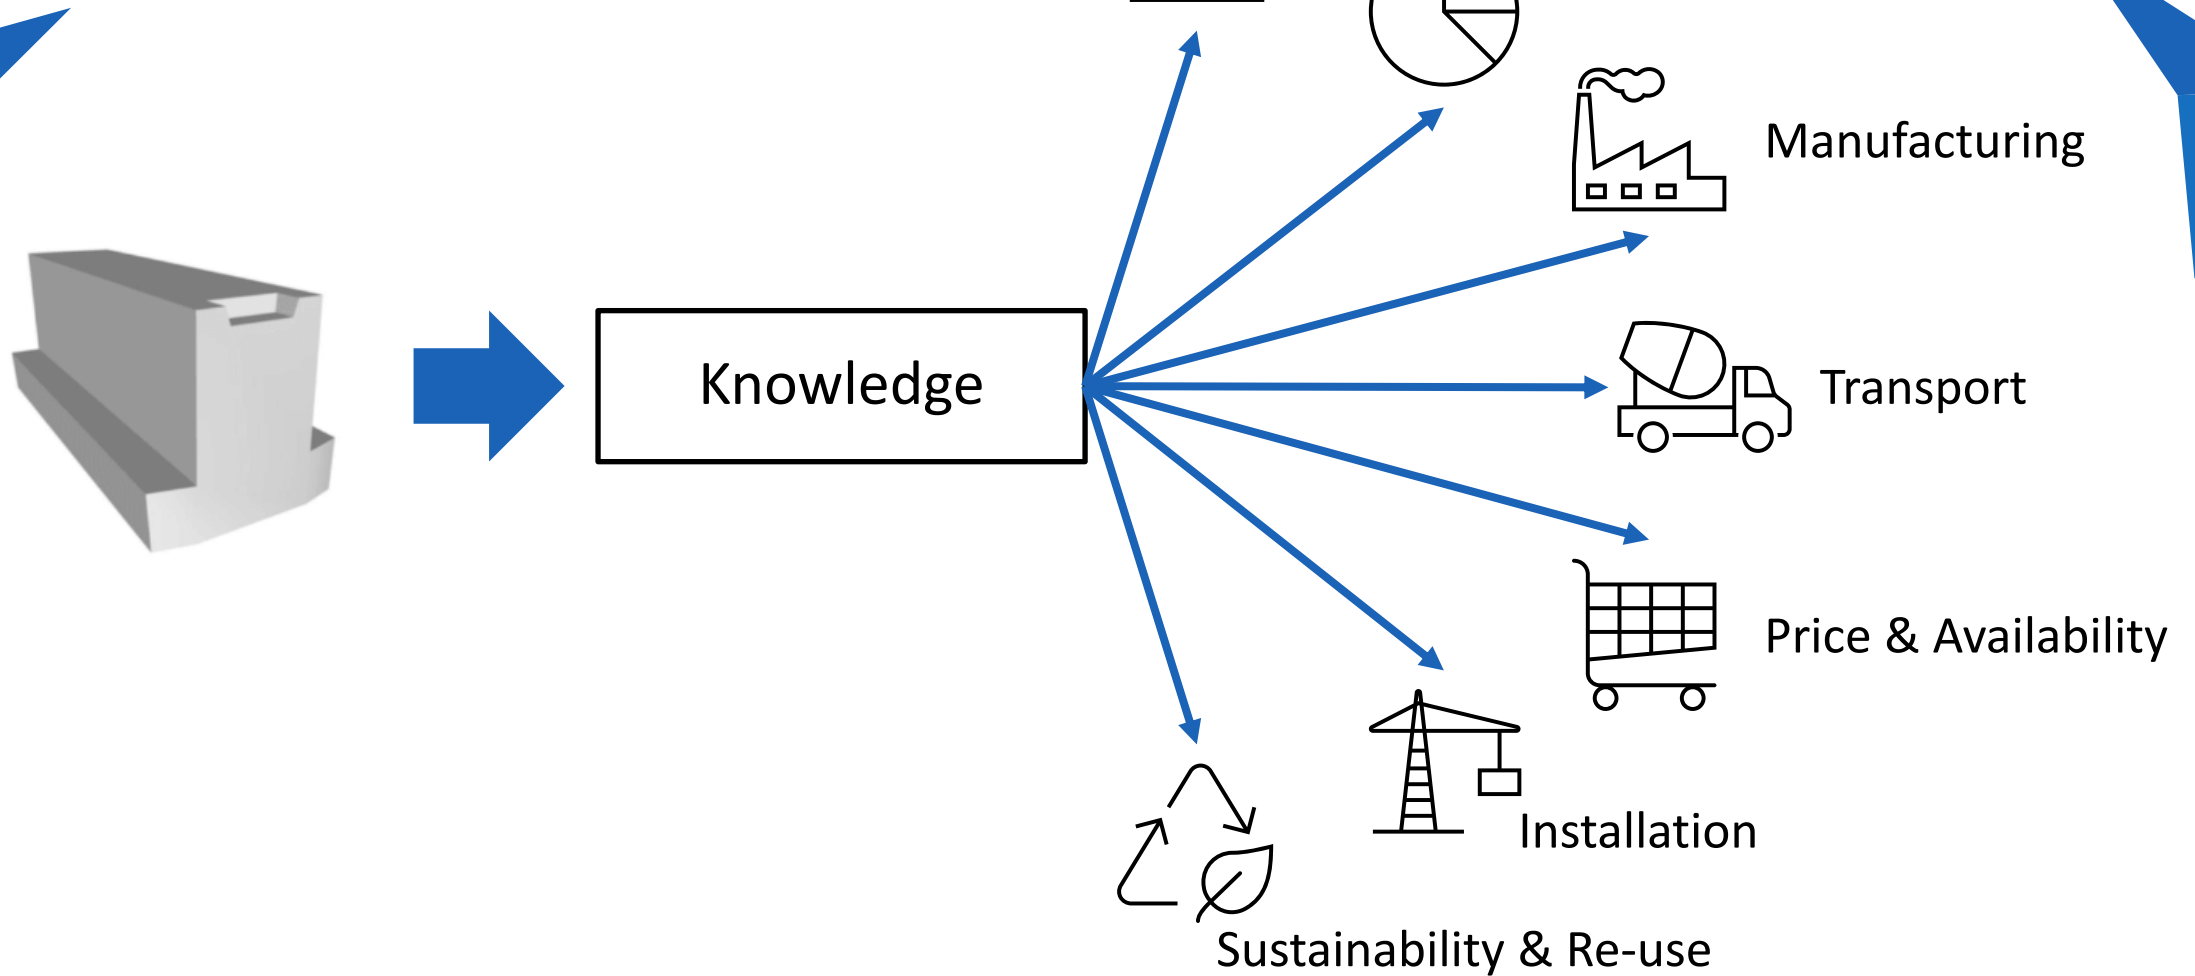 Manufacturing
Knowledge
Transport
Price & Availability
Installation
Sustainability & Re-use